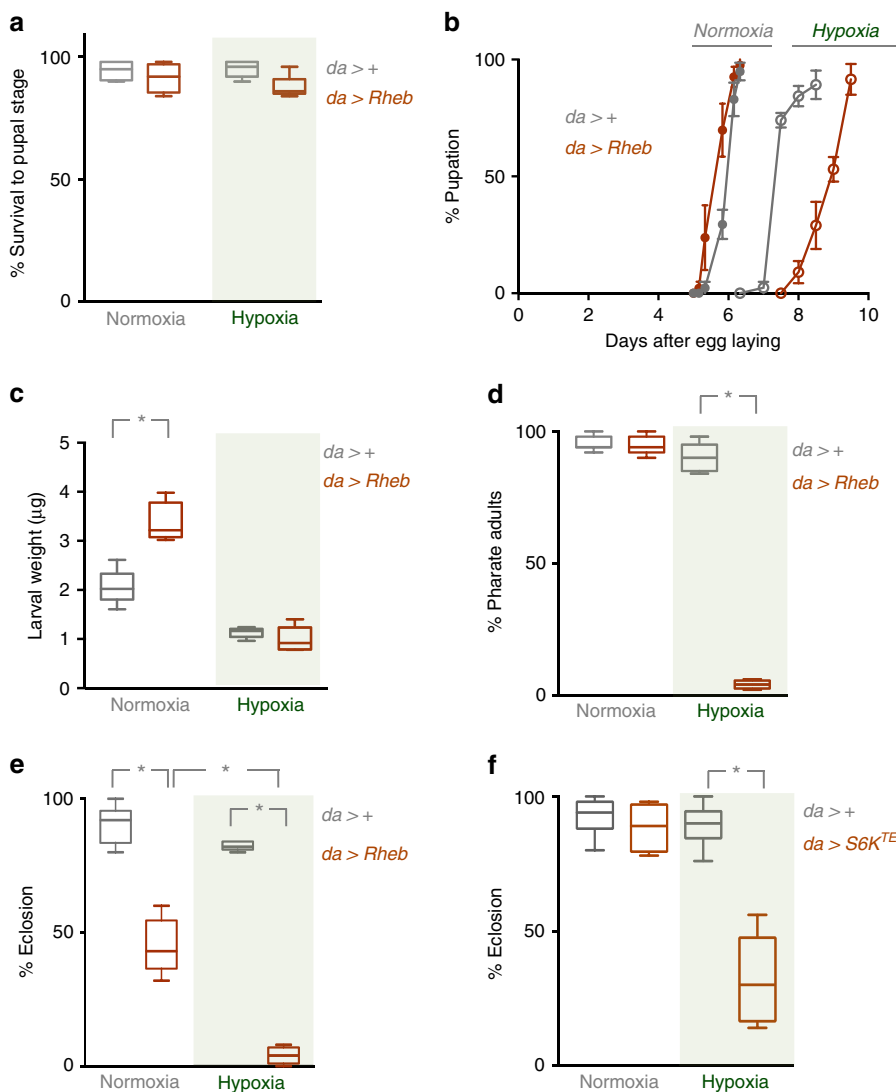 a
% Survival to pupal stage
100
50
0
Normoxia
Hypoxia
da > +
da > Rheb
b
Normoxia
Hypoxia
% Pupation
100
50
0
da > +
da > Rheb
0
2
4
6
8
10
Days after egg laying
c
*
Larval weight (µg)
5
4
3
2
1
0
Normoxia
Hypoxia
da > +
da > Rheb
d
*
% Pharate adults
100
50
0
Normoxia
Hypoxia
da > +
da > Rheb
e
*
*
*
% Eclosion
100
50
0
Normoxia
Hypoxia
da > +
da > Rheb
f
*
% Eclosion
100
50
0
Normoxia
Hypoxia
da > +
da > S6K^TE